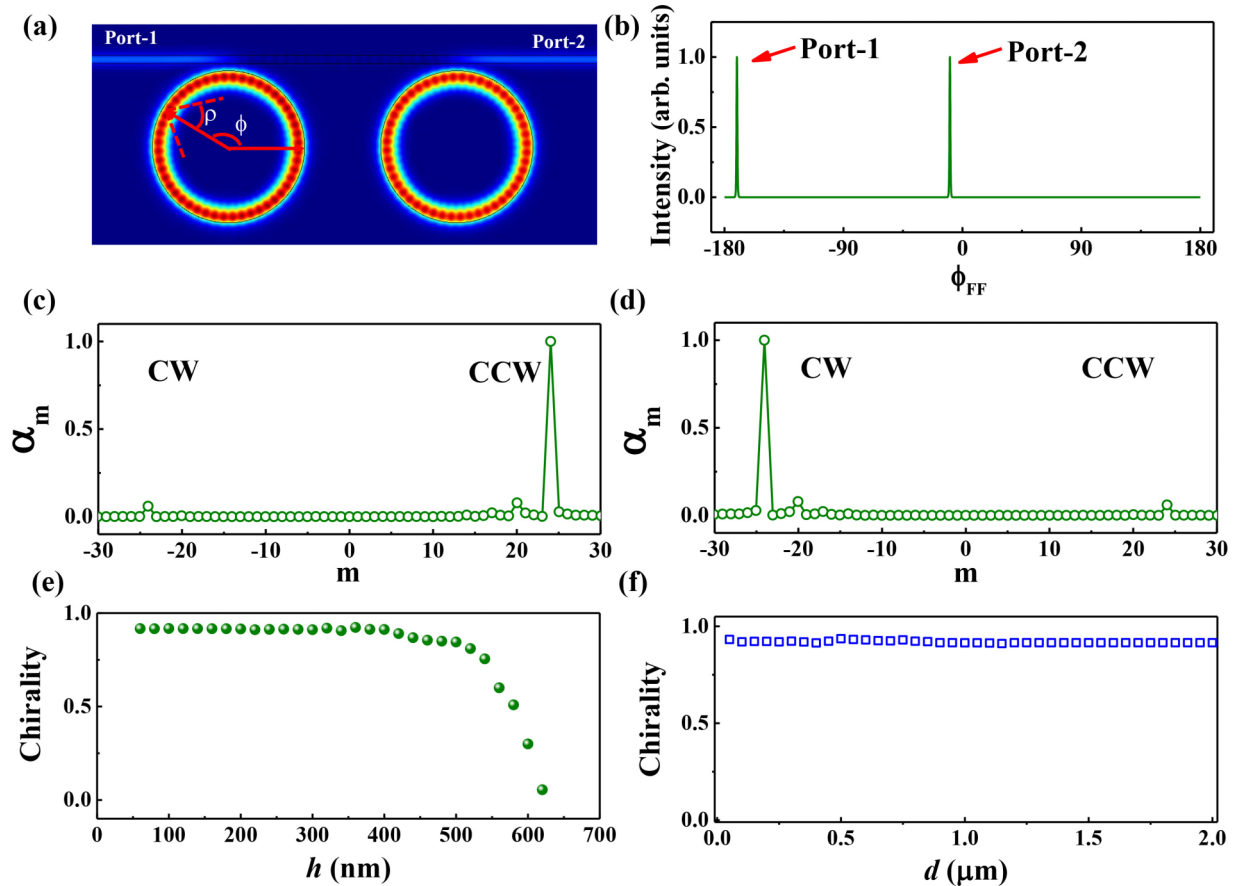 (a)
Port-1
Port-2
ρ
ϕ
(b)
Intensity (arb. units)
1.0
0.5
0.0
Port-1
Port-2
-180
-90
0
90
180
ϕFF
(c)
αm
1.0
0.5
0.0
CW
CCW
-30
-20
-10
0
10
20
30
m
(d)
αm
1.0
0.5
0.0
CW
CCW
-30
-20
-10
0
10
20
30
m
(e)
Chirality
1.0
0.5
0.0
0
100
200
300
400
500
600
700
h (nm)
(f)
Chirality
1.0
0.5
0.0
0.0
0.5
1.0
1.5
2.0
d (μm)